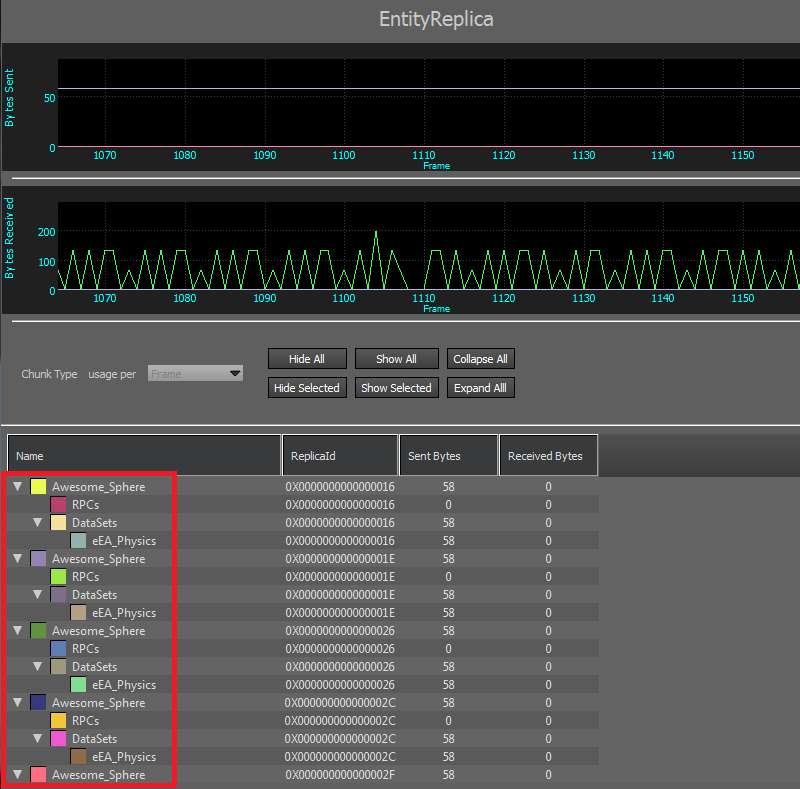 EntityReplica
Bytes Sent
50
0
1070 1080 1090 1100 1110 1120 1130 1140 1150
Frame
Bytes Received
200
100
0
1070 1080 1090 1100 1110 1120 1130 1140 1150
Frame
Chunk Type usage per Frame
Hide All Show All Collapse All
Hide Selected Show Selected Expand Alll
Name ReplicaId Sent Bytes Received Bytes
Awesome_Sphere 0X0000000000000016 58 0
RPCs 0X0000000000000016 0 0
DataSets 0X0000000000000016 58 0
eEA_Physics 0X0000000000000016 58 0
Awesome_Sphere 0X000000000000001E 58 0
RPCs 0X000000000000001E 0 0
DataSets 0X000000000000001E 58 0
eEA_Physics 0X000000000000001E 58 0
Awesome_Sphere 0X0000000000000026 58 0
RPCs 0X0000000000000026 0 0
DataSets 0X0000000000000026 58 0
eEA_Physics 0X0000000000000026 58 0
Awesome_Sphere 0X000000000000002C 58 0
RPCs 0X000000000000002C 0 0
DataSets 0X000000000000002C 58 0
eEA_Physics 0X000000000000002C 58 0
Awesome_Sphere 0X000000000000002F 58 0